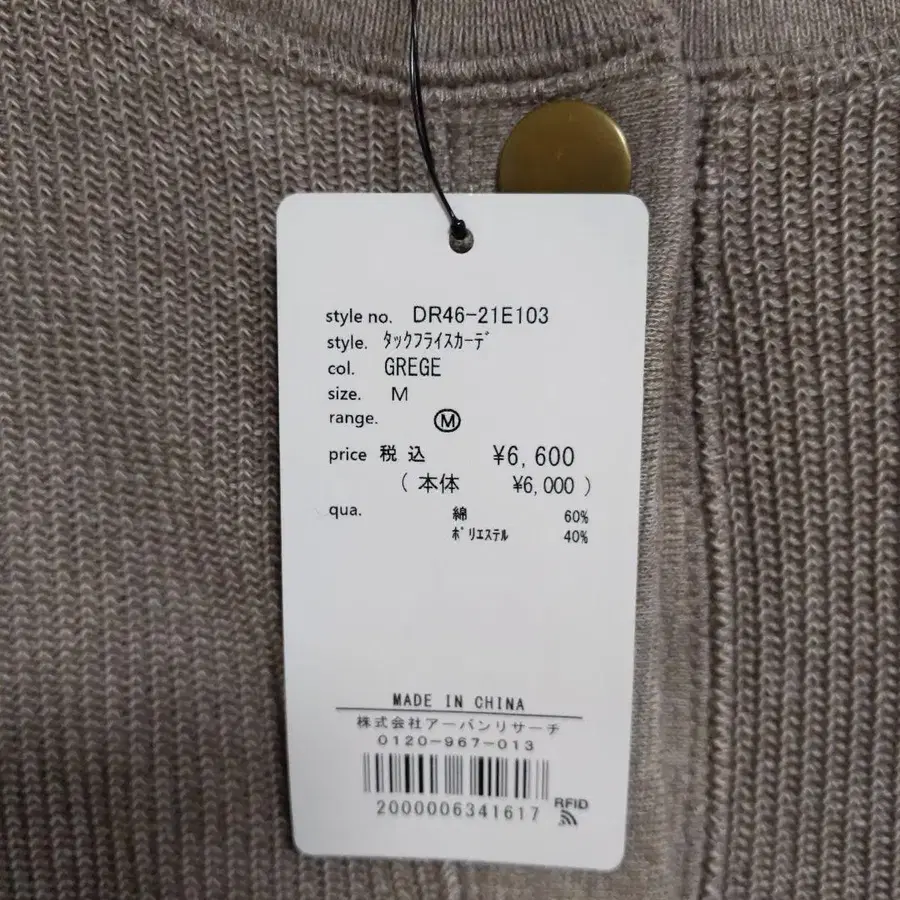 style no. DR46-21E103
style. ﾀｯｸﾌﾗｲｽｶｰﾃﾞ
col. GREGE
size. M
range. Ⓜ
price 税込 ¥6,600
( 本体 ¥6,000 )
qua. 綿 60%
ﾎﾟﾘｴｽﾃﾙ 40%
MADE IN CHINA
株式会社アーバンリサーチ
0120-967-013
2000006341617
RFID